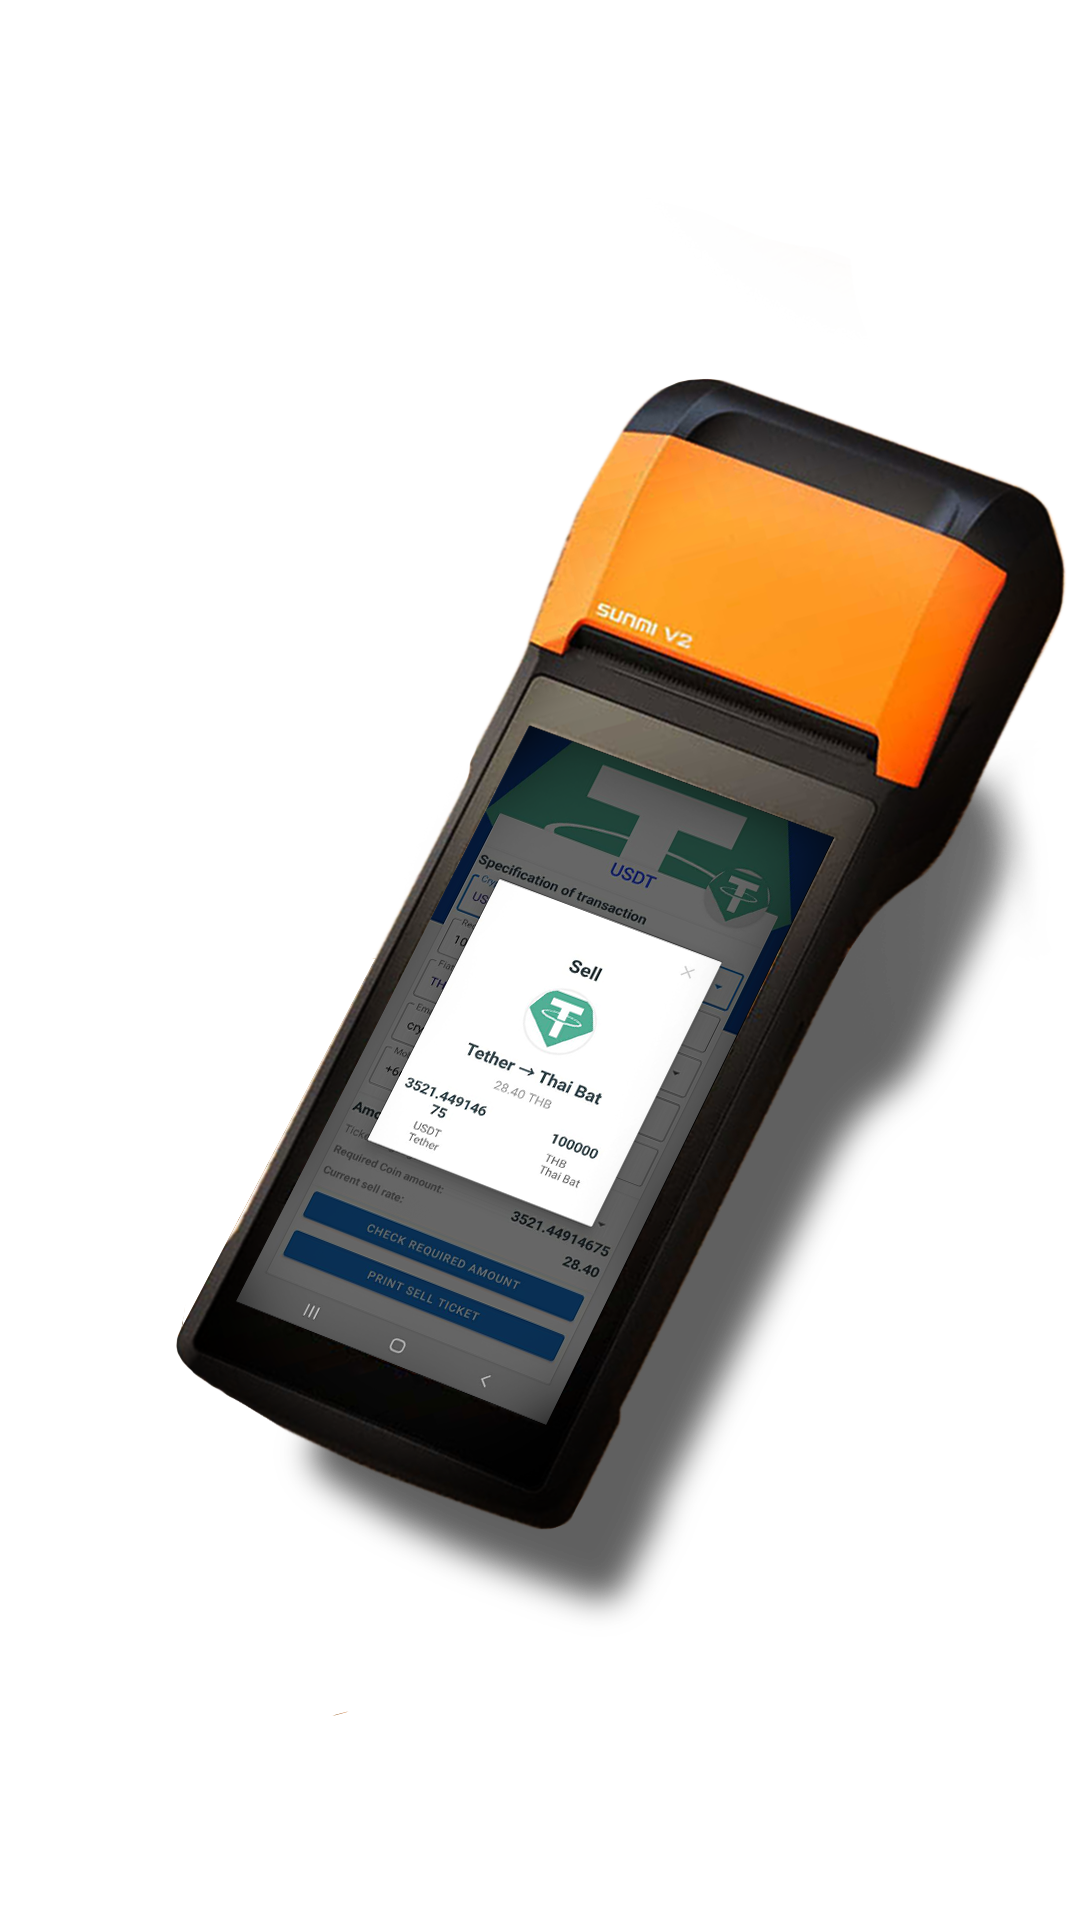 SUNMI V2
USDT
Specification of transaction
Sell
Tether → Thai Bat
28.40 THB
3521.449146
75
USDT
Tether
100000
THB
Thai Bat
Required Coin amount:
3521.44914675
Current sell rate:
28.40
CHECK REQUIRED AMOUNT
PRINT SELL TICKET